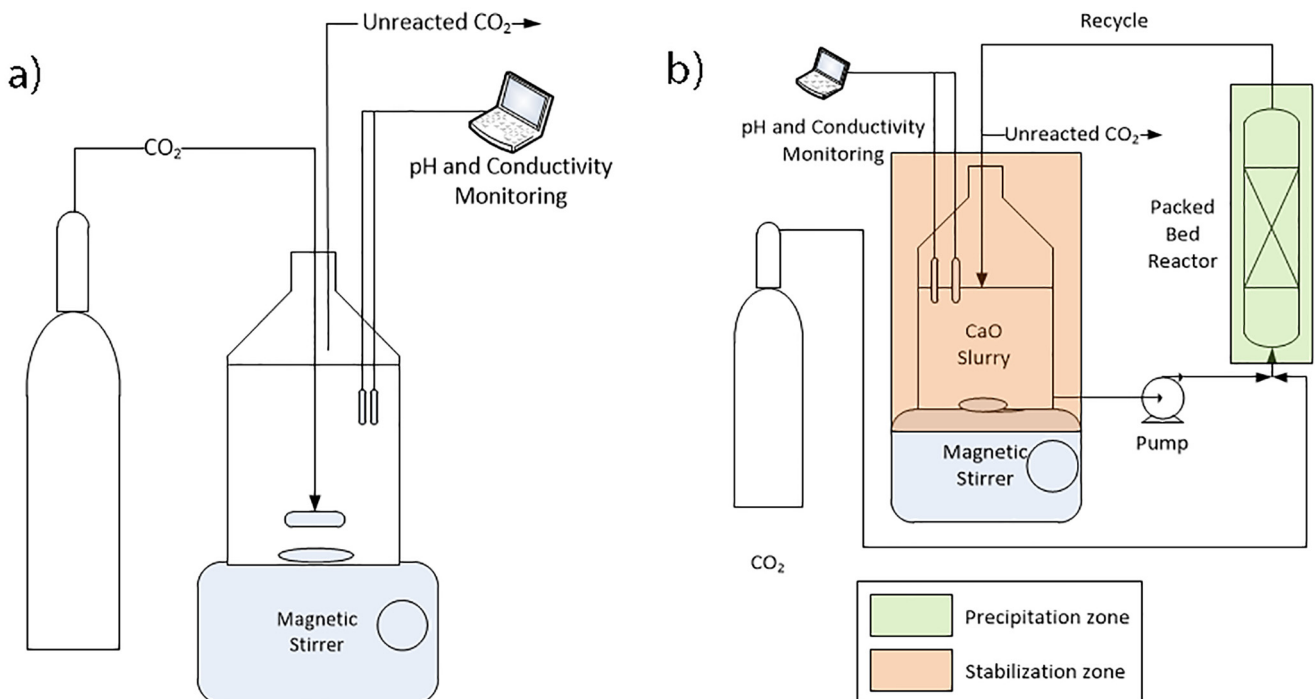 a)
Unreacted CO₂
CO₂
pH and Conductivity
Monitoring
Magnetic
Stirrer
b)
Recycle
pH and Conductivity
Monitoring
Unreacted CO₂
Packed
Bed
Reactor
CaO
Slurry
Pump
Magnetic
Stirrer
CO₂
Precipitation zone
Stabilization zone